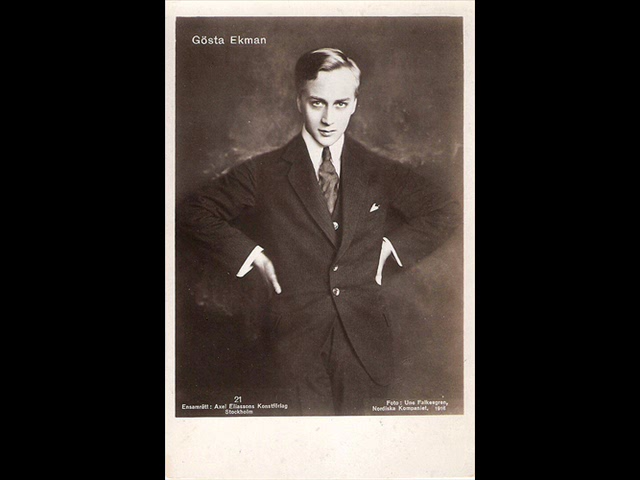 Gösta Ekman
21
Ensamrätt: Axel Eliassons Konstförlag
Stockholm
Foto: Uno Falkengren,
Nordiska Kompaniet, 1918